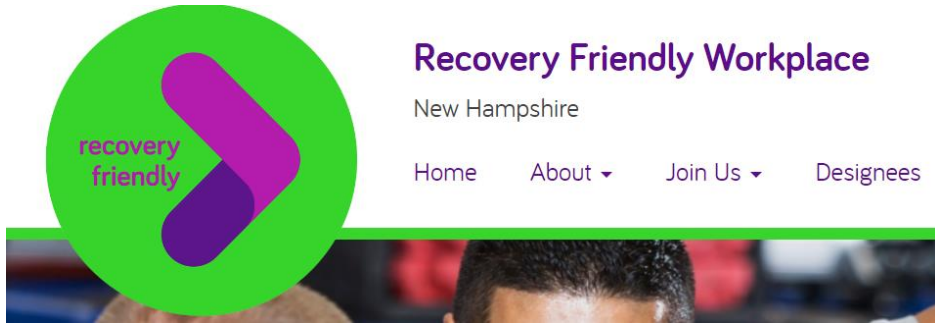 recovery
friendly
Recovery Friendly Workplace
New Hampshire
Home About Join Us Designees